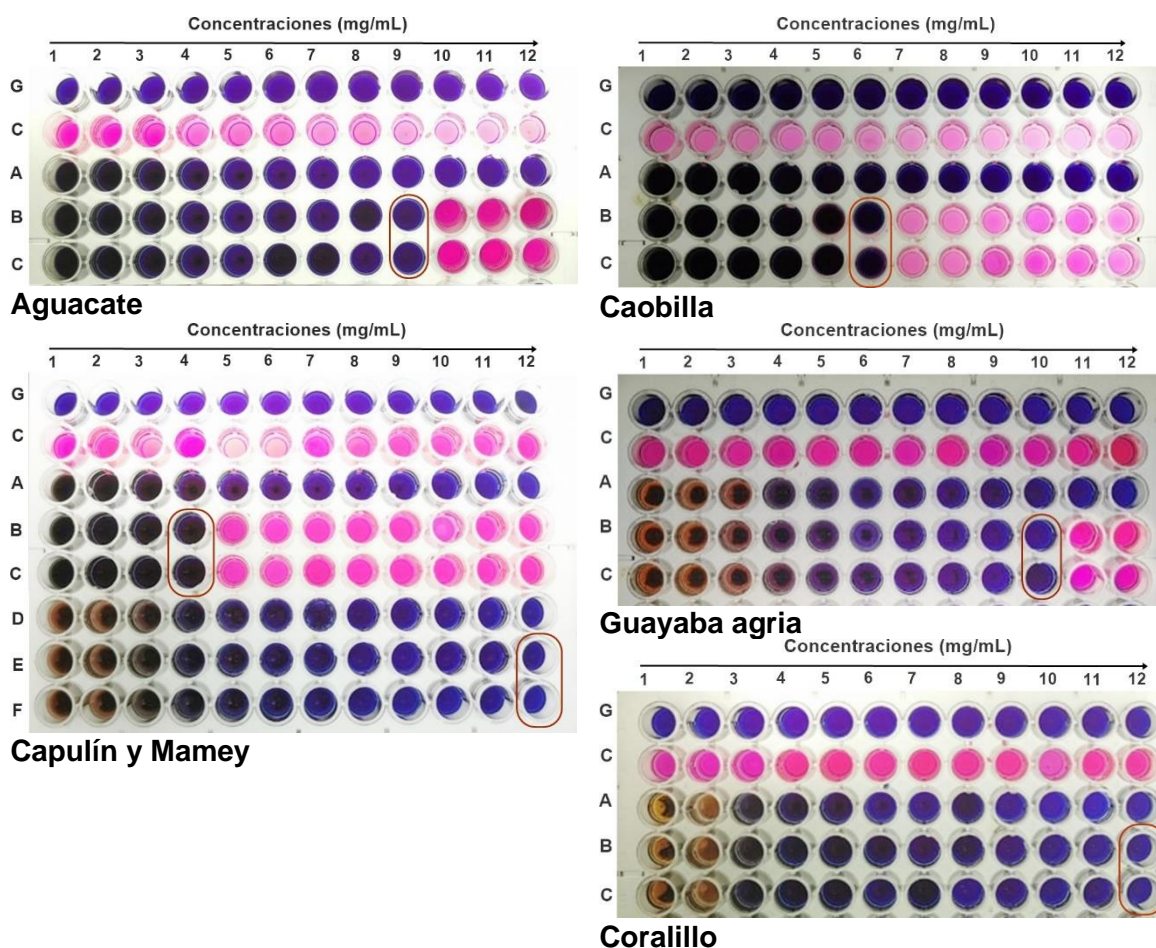 Concentraciones (mg/mL)
1 2 3 4 5 6 7 8 9 10 11 12
G
C
A
B
C
Aguacate
Concentraciones (mg/mL)
1 2 3 4 5 6 7 8 9 10 11 12
G
C
A
B
C
Caobilla
Concentraciones (mg/mL)
1 2 3 4 5 6 7 8 9 10 11 12
G
C
A
B
C
D
E
F
Capulín y Mamey
Concentraciones (mg/mL)
1 2 3 4 5 6 7 8 9 10 11 12
G
C
A
B
C
Guayaba agria
Concentraciones (mg/mL)
1 2 3 4 5 6 7 8 9 10 11 12
G
C
A
B
C
Coralillo